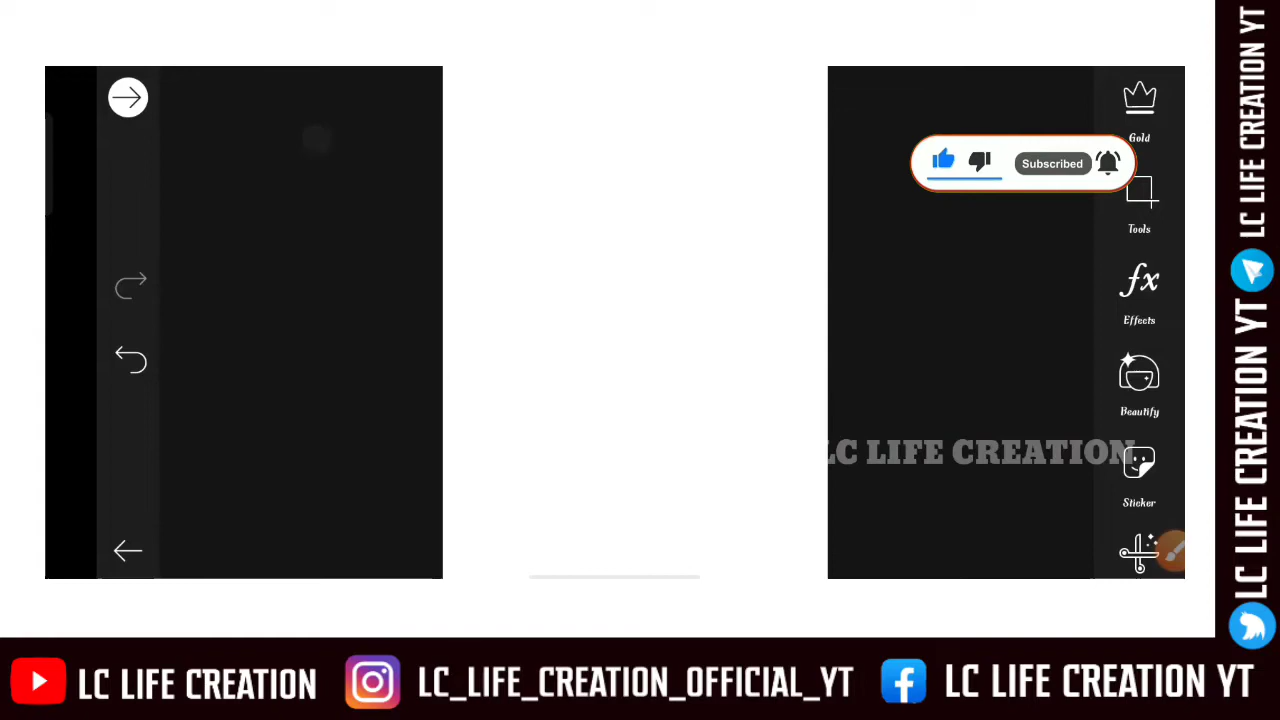 Gold
Subscribed
Tools
fx
Effects
Beautify
LC LIFE CREATION
Sticker
LC LIFE CREATION YT
LC LIFE CREATION YT
LC LIFE CREATION
LC_LIFE_CREATION_OFFICIAL_YT
LC LIFE CREATION YT